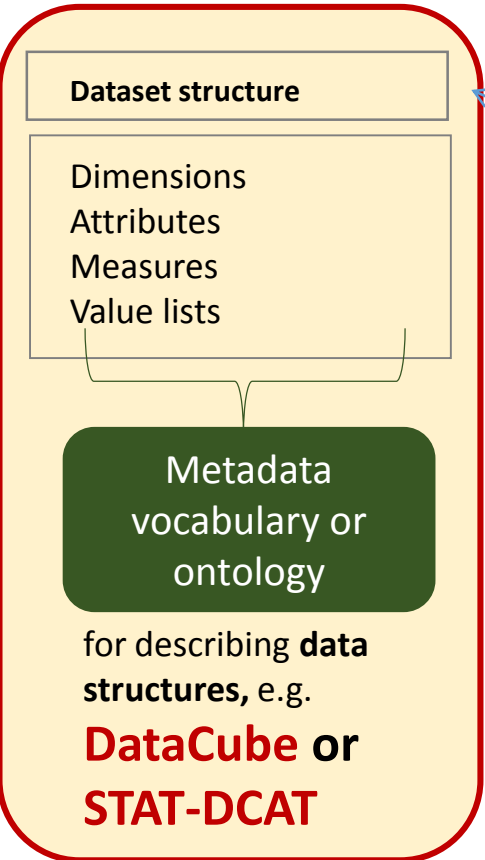 Dataset structure
Dimensions
Attributes
Measures
Value lists
Metadata
vocabulary or
ontology
for describing data
structures, e.g.
DataCube or
STAT-DCAT